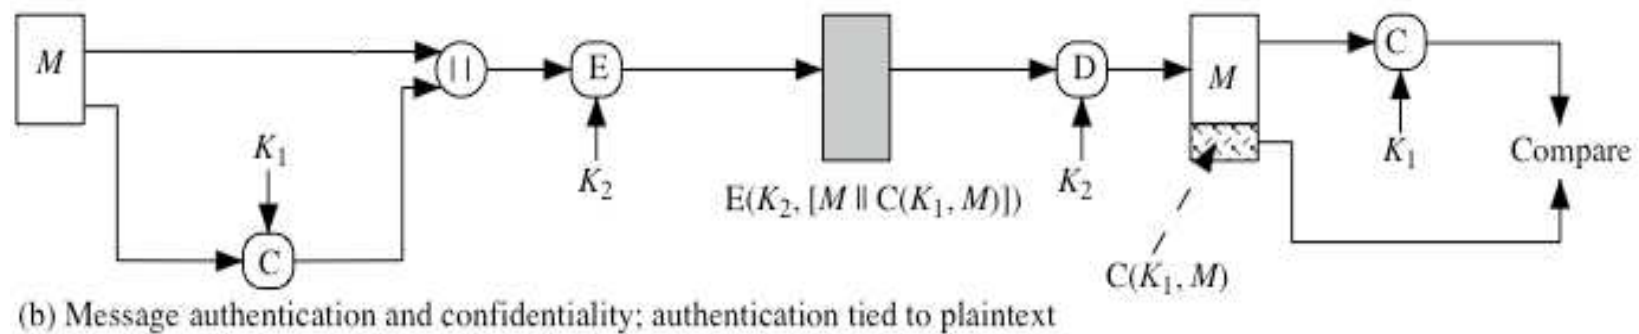 M
||
E
D
M
C
K₁
K₂
K₂
K₁
Compare
E(K₂, [M || C(K₁, M)])
C
C(K₁, M)
(b) Message authentication and confidentiality; authentication tied to plaintext